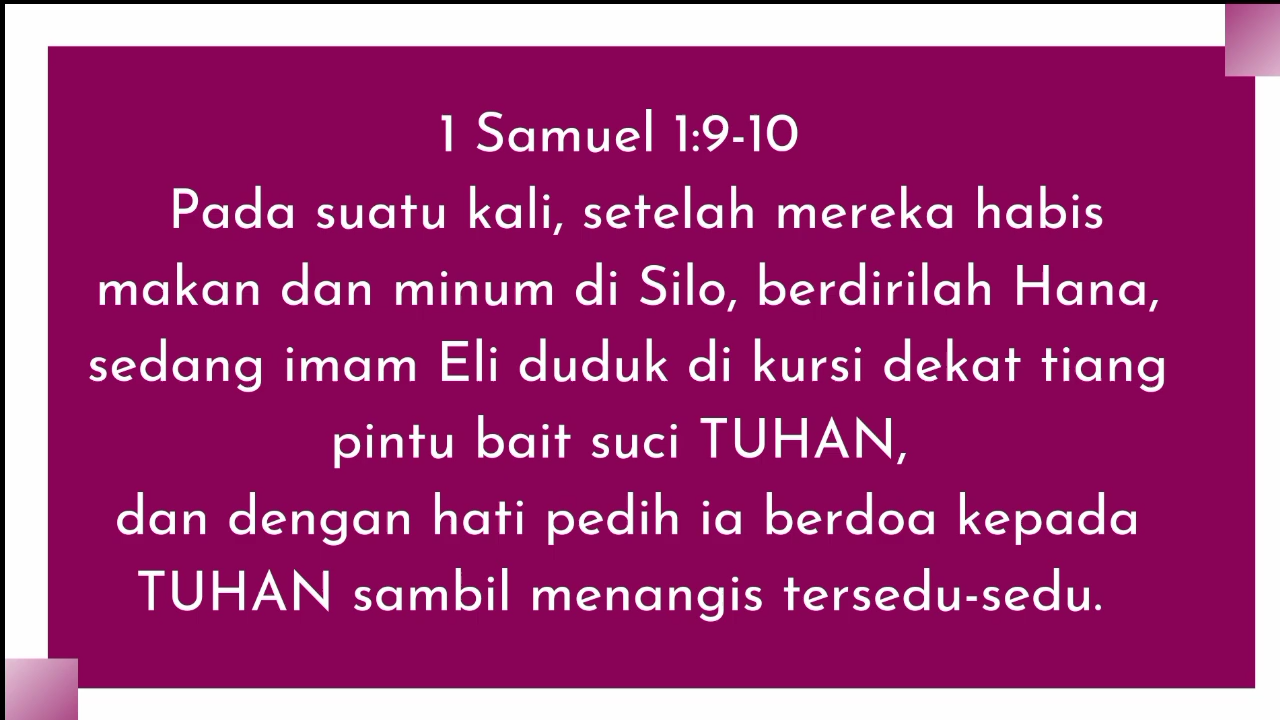 1 Samuel 1:9-10
Pada suatu kali, setelah mereka habis
makan dan minum di Silo, berdirilah Hana,
sedang imam Eli duduk di kursi dekat tiang
pintu bait suci TUHAN,
dan dengan hati pedih ia berdoa kepada
TUHAN sambil menangis tersedu-sedu.